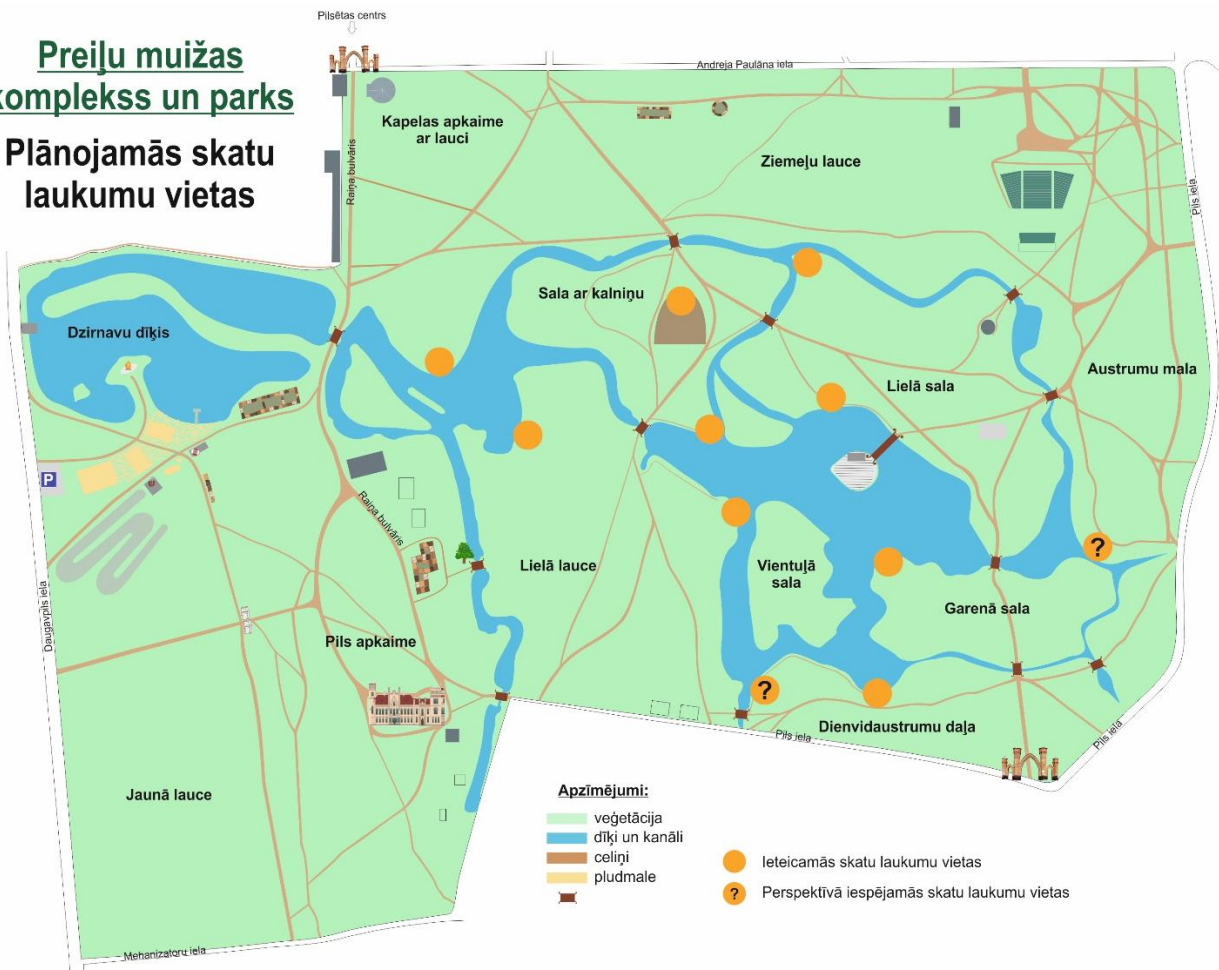 Pilsētas centrs
Preiļu muižas
komplekss un parks
Plānojamās skatu
laukumu vietas
Andreja Paulāna iela
Kapelas apkaime
ar lauci
Ziemeļu lauce
Raiņa bulvāris
Pils iela
Sala ar kalniņu
Dzirnavu dīķis
Lielā sala
Austrumu mala
P
Raiņa bulvāris
Lielā lauce
Vientuļā
sala
?
Garenā sala
Daugavpils iela
Pils apkaime
?
Dienvidaustrumu daļa
Pils iela
Pils iela
Jaunā lauce
Apzīmējumi:
veģetācija
dīķi un kanāli
celiņi
pludmale
Ieteicamās skatu laukumu vietas
? Perspektīvā iespējamās skatu laukumu vietas
Mehanizatoru iela